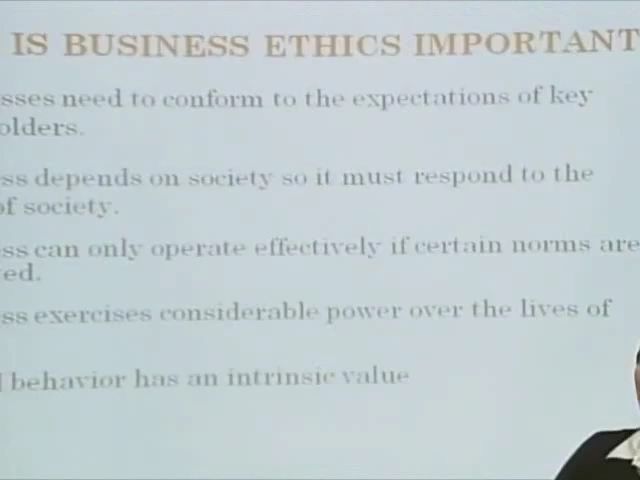 IS BUSINESS ETHICS IMPORTANT
sses need to conform to the expectations of key
olders.
ss depends on society so it must respond to the
of society.
ess can only operate effectively if certain norms are
ed.
ss exercises considerable power over the lives of
l behavior has an intrinsic value